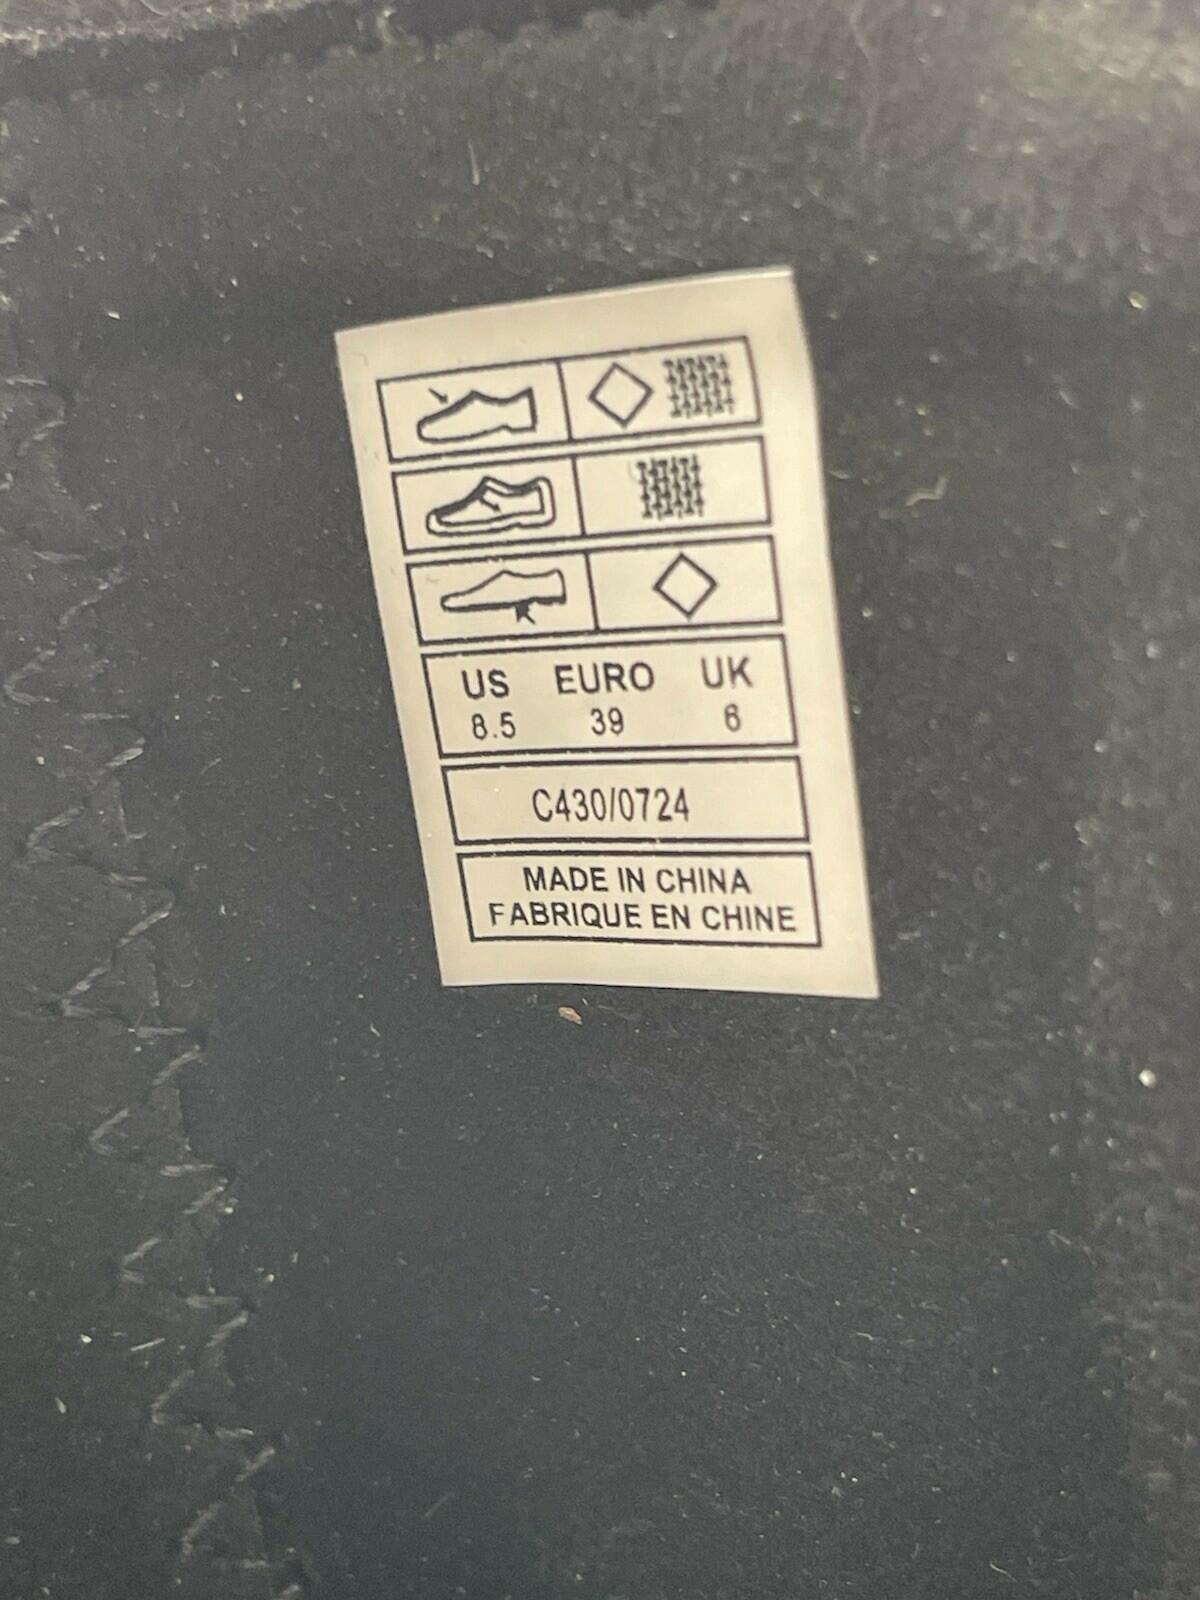 US EURO UK
8.5 39 6
C430/0724
MADE IN CHINA
FABRIQUE EN CHINE